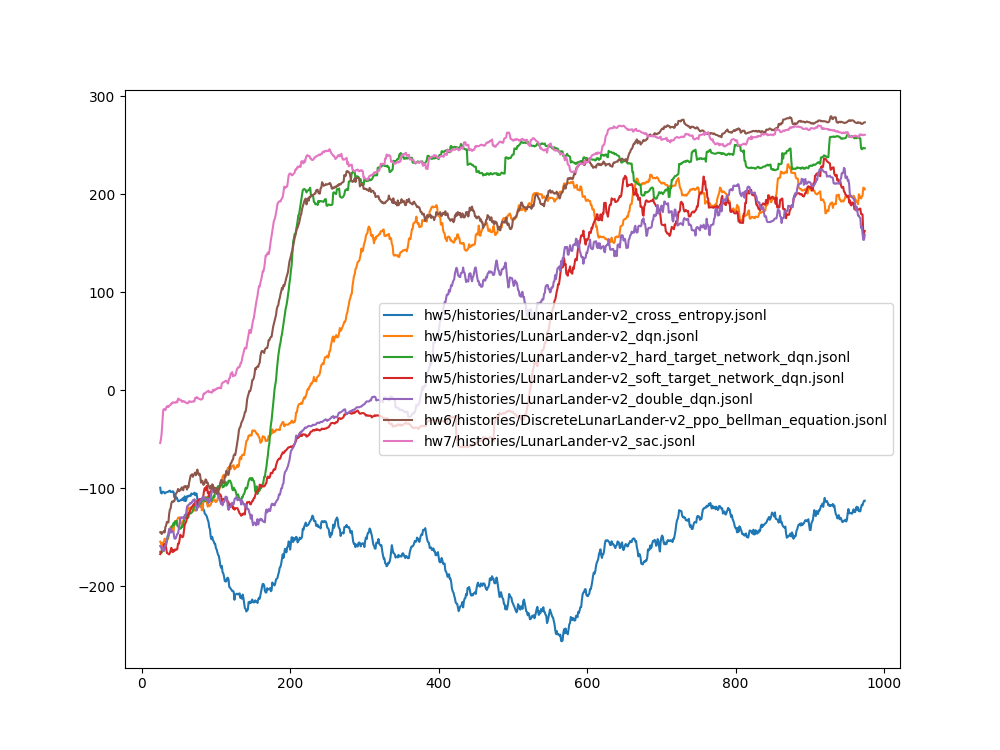 300
200
100
0
−100
−200
hw5/histories/LunarLander-v2_cross_entropy.jsonl
hw5/histories/LunarLander-v2_dqn.jsonl
hw5/histories/LunarLander-v2_hard_target_network_dqn.jsonl
hw5/histories/LunarLander-v2_soft_target_network_dqn.jsonl
hw5/histories/LunarLander-v2_double_dqn.jsonl
hw6/histories/DiscreteLunarLander-v2_ppo_bellman_equation.jsonl
hw7/histories/LunarLander-v2_sac.jsonl
0 200 400 600 800 1000